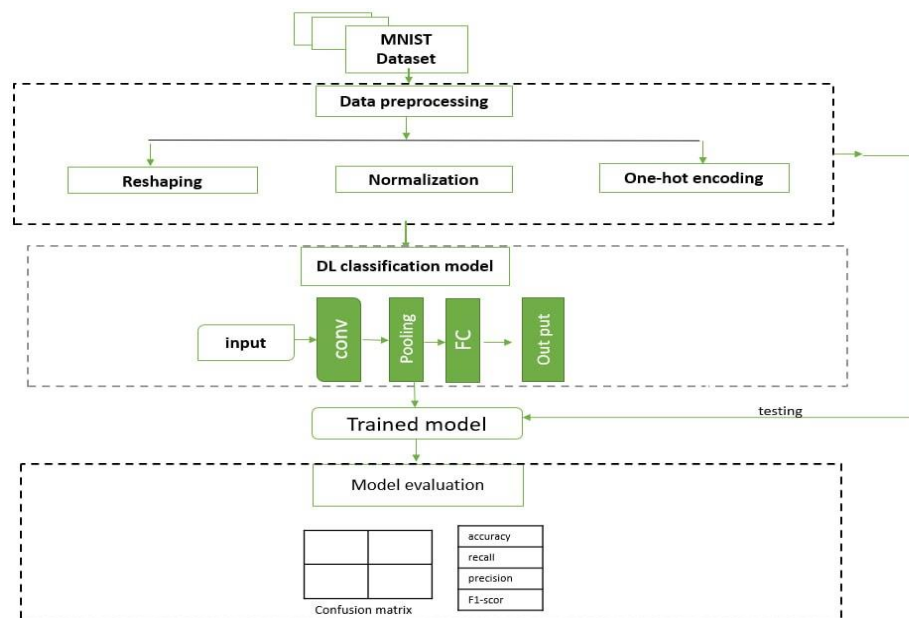 MNIST
Dataset
Data preprocessing
Reshaping
Normalization
One-hot encoding
DL classification model
input
conv
Pooling
FC
Out put
testing
Trained model
Model evaluation
accuracy
recall
precision
F1-scor
Confusion matrix